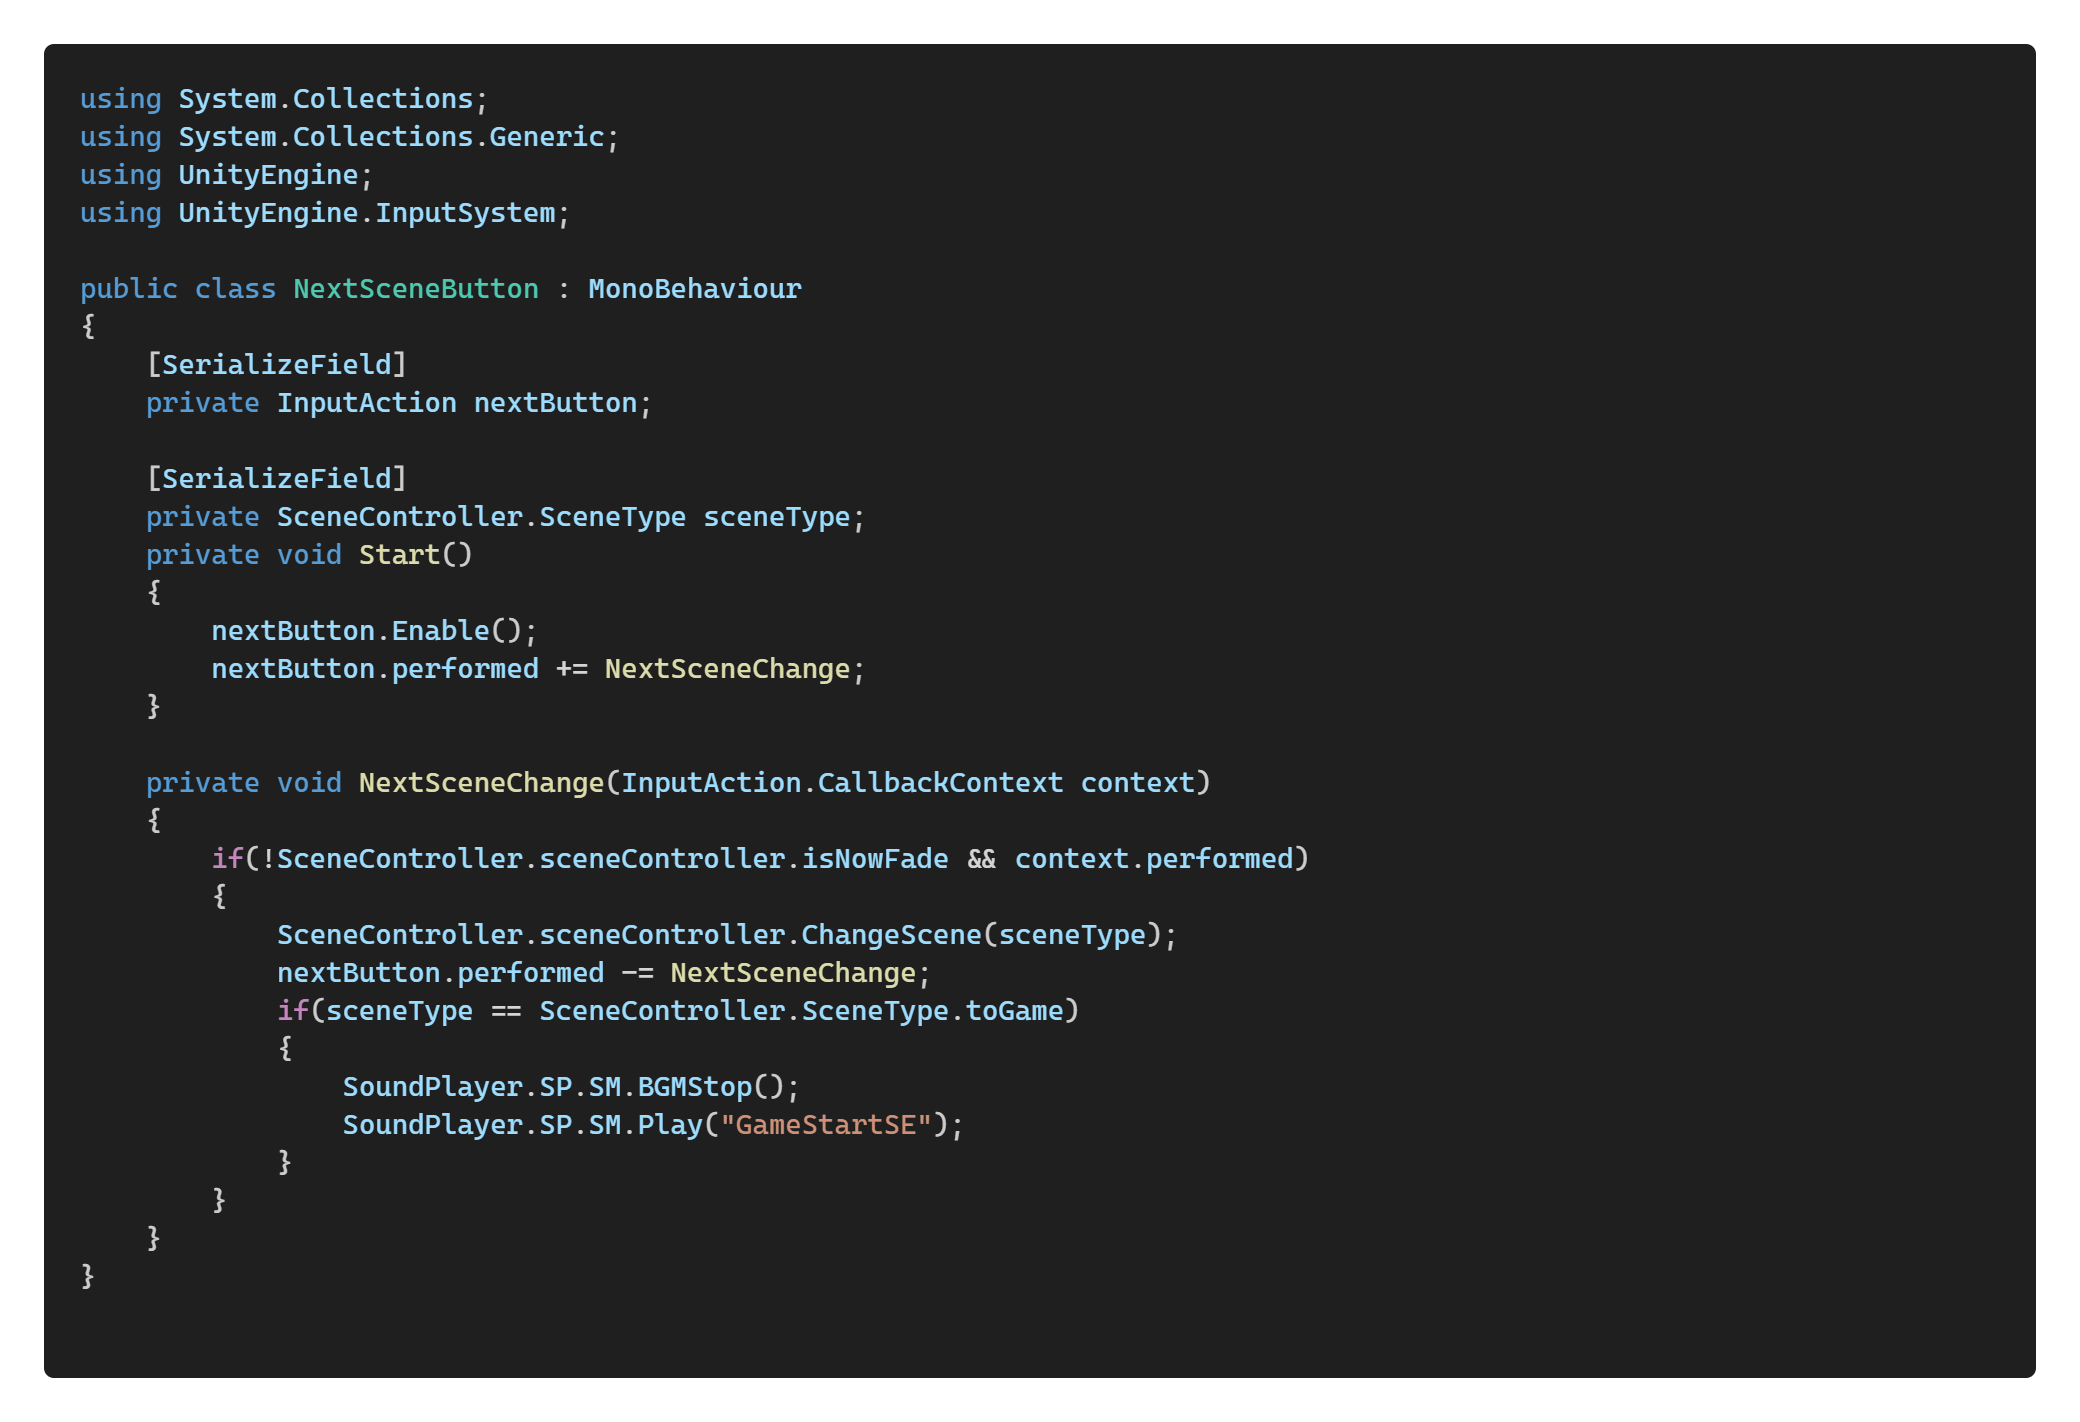 using System.Collections;
using System.Collections.Generic;
using UnityEngine;
using UnityEngine.InputSystem;

public class NextSceneButton : MonoBehaviour
{
    [SerializeField]
    private InputAction nextButton;

    [SerializeField]
    private SceneController.SceneType sceneType;
    private void Start()
    {
        nextButton.Enable();
        nextButton.performed += NextSceneChange;
    }

    private void NextSceneChange(InputAction.CallbackContext context)
    {
        if(!SceneController.sceneController.isNowFade && context.performed)
        {
            SceneController.sceneController.ChangeScene(sceneType);
            nextButton.performed -= NextSceneChange;
            if(sceneType == SceneController.SceneType.toGame)
            {
                SoundPlayer.SP.SM.BGMStop();
                SoundPlayer.SP.SM.Play("GameStartSE");
            }
        }
    }
}